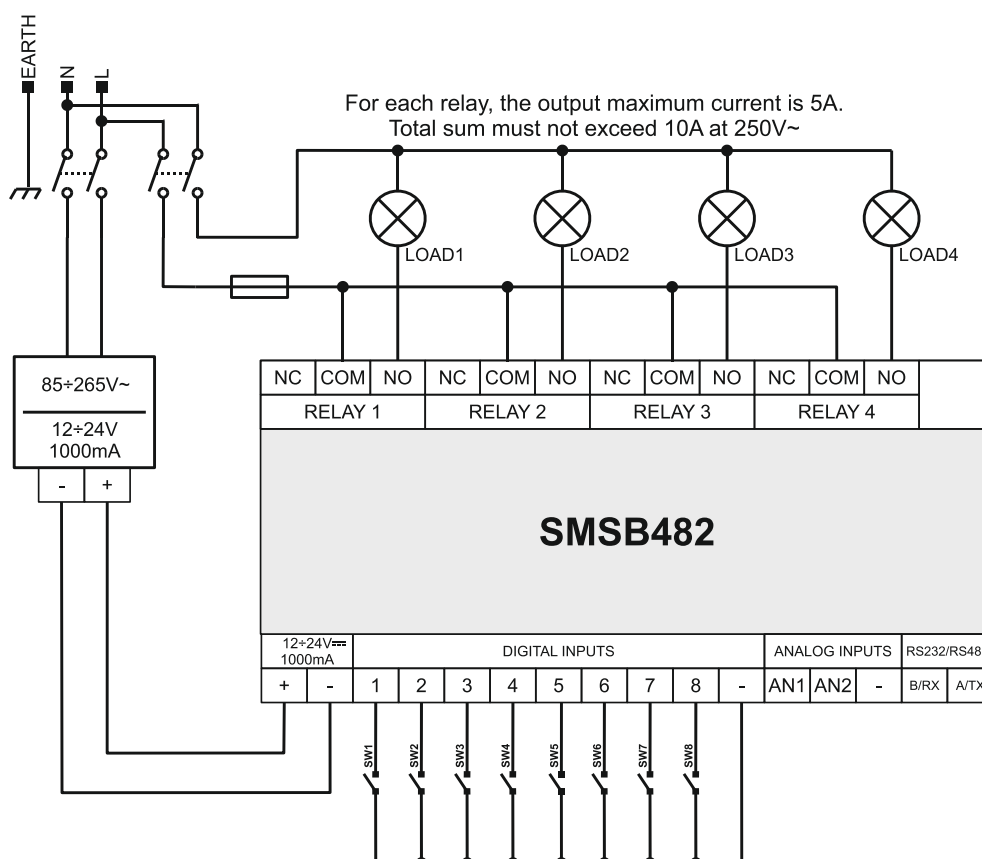 EARTH
N
L
For each relay, the output maximum current is 5A.
Total sum must not exceed 10A at 250V~
LOAD1
LOAD2
LOAD3
LOAD4
85÷265V~
12÷24V
1000mA
- +
NC COM NO NC COM NO NC COM NO NC COM NO
RELAY 1 RELAY 2 RELAY 3 RELAY 4
SMSB482
12÷24V⎓
1000mA
DIGITAL INPUTS
ANALOG INPUTS
RS232/RS48
+ - 1 2 3 4 5 6 7 8 - AN1 AN2 - B/RX A/TX
SW1 SW2 SW3 SW4 SW5 SW6 SW7 SW8